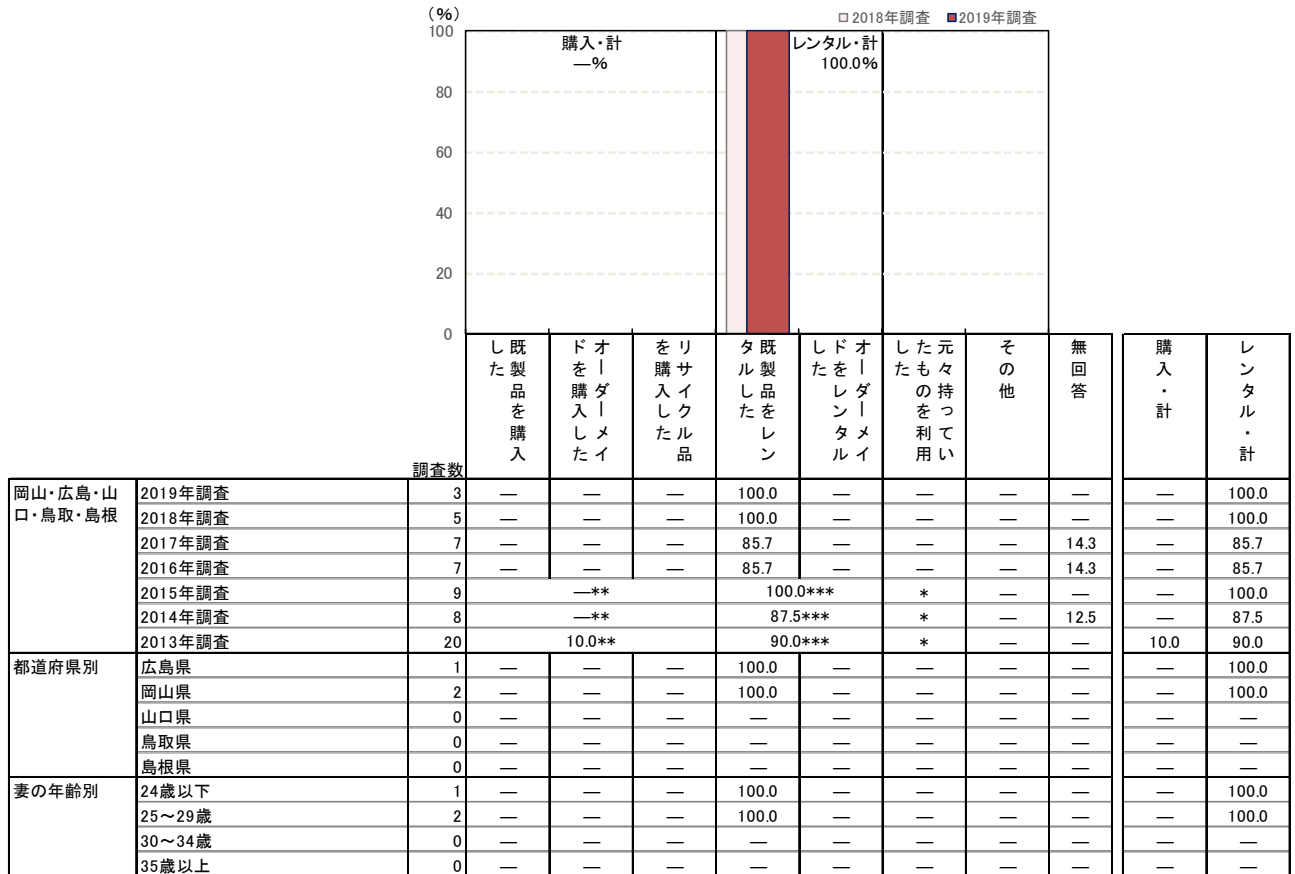 (%)
□2018年調査 ■2019年調査
100
80
60
40
20
0
購入・計
―%
レンタル・計
100.0%
調査数
既製品を購入した
オーダーメイドを購入した
リサイクル品を購入した
既製品をレンタルした
オーダーメイドをレンタルした
元々持っていたものを利用した
その他
無回答
購入・計
レンタル・計
岡山・広島・山口・鳥取・島根
2019年調査 3 ― ― ― 100.0 ― ― ― ― ― 100.0
2018年調査 5 ― ― ― 100.0 ― ― ― ― ― 100.0
2017年調査 7 ― ― ― 85.7 ― ― ― 14.3 ― 85.7
2016年調査 7 ― ― ― 85.7 ― ― ― 14.3 ― 85.7
2015年調査 9 ―** 100.0*** * ― ― ― 100.0
2014年調査 8 ―** 87.5*** * ― 12.5 ― 87.5
2013年調査 20 10.0** 90.0*** * ― ― 10.0 90.0
都道府県別
広島県 1 ― ― ― 100.0 ― ― ― ― ― 100.0
岡山県 2 ― ― ― 100.0 ― ― ― ― ― 100.0
山口県 0 ― ― ― ― ― ― ― ― ― ―
鳥取県 0 ― ― ― ― ― ― ― ― ― ―
島根県 0 ― ― ― ― ― ― ― ― ― ―
妻の年齢別
24歳以下 1 ― ― ― 100.0 ― ― ― ― ― 100.0
25～29歳 2 ― ― ― 100.0 ― ― ― ― ― 100.0
30～34歳 0 ― ― ― ― ― ― ― ― ― ―
35歳以上 0 ― ― ― ― ― ― ― ― ― ―